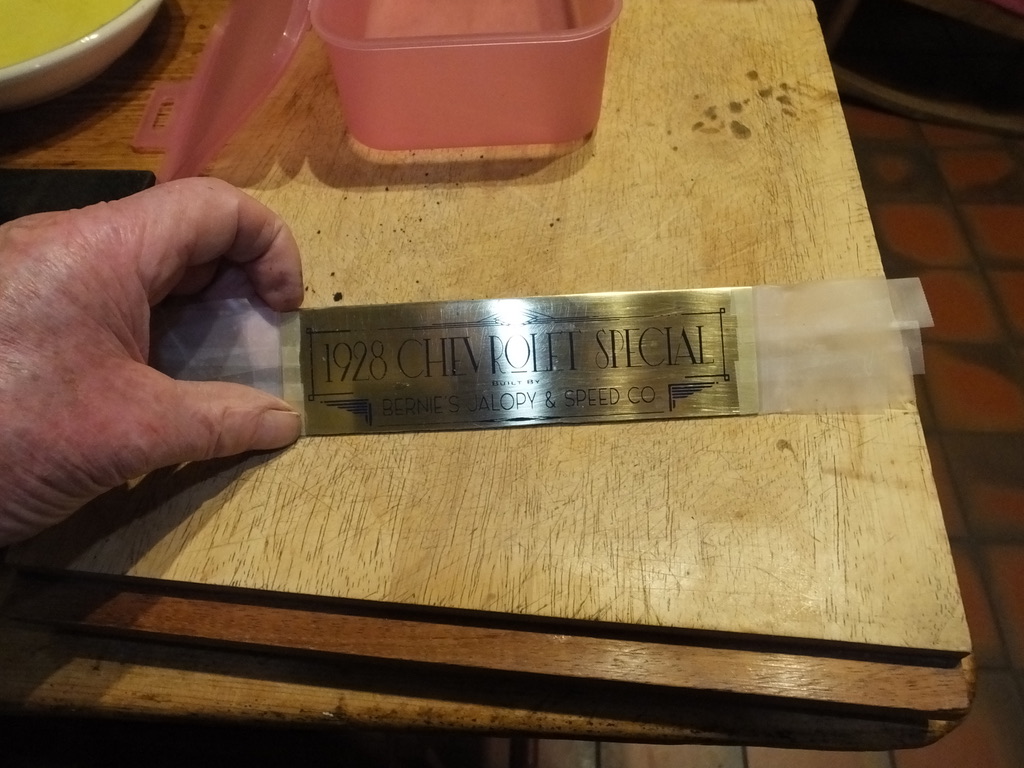 1928 CHEVROLET SPECIAL
BUILT BY
BERNIE'S JALOPY & SPEED CO